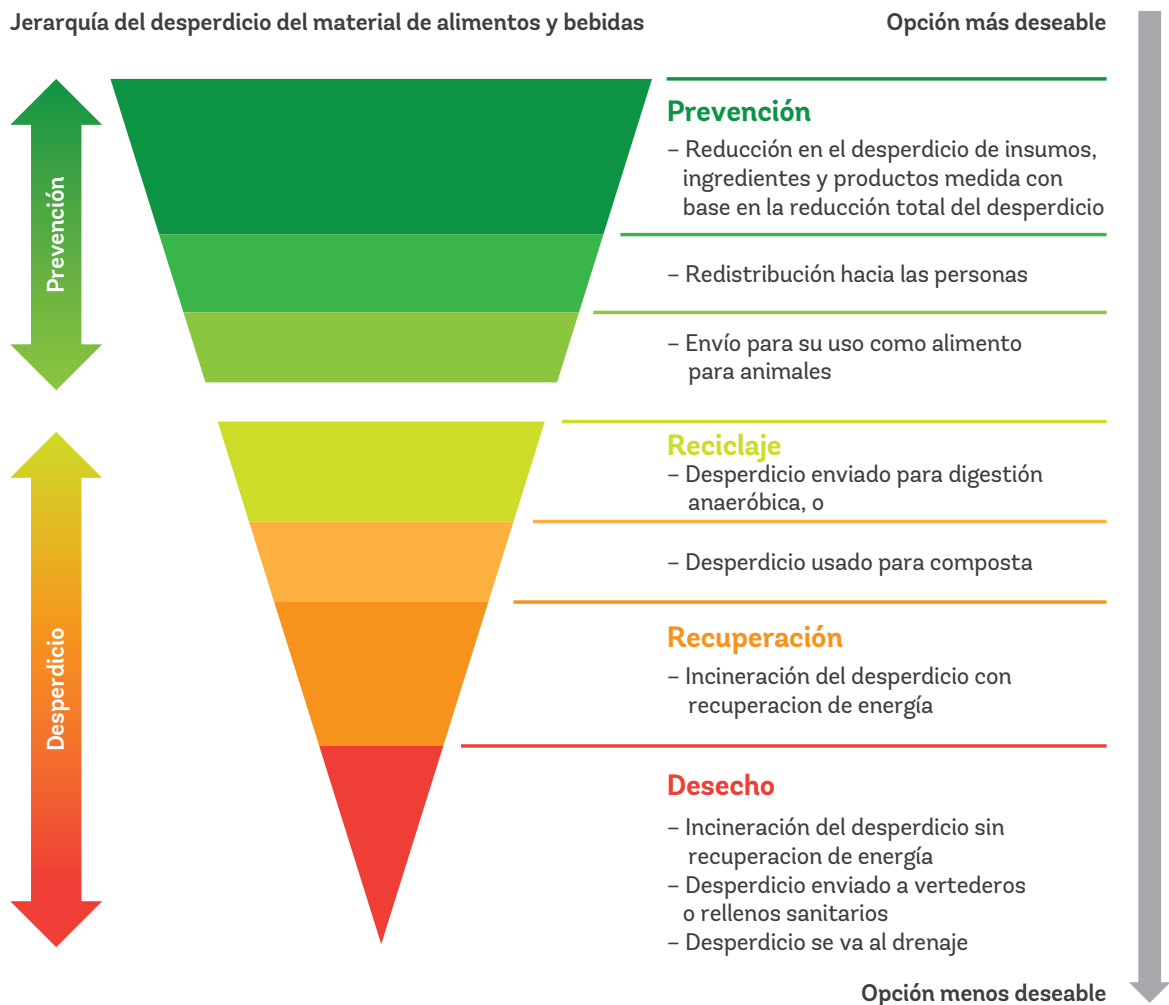 Jerarquía del desperdicio del material de alimentos y bebidas
Opción más deseable
Prevención
Prevención
– Reducción en el desperdicio de insumos,
ingredientes y productos medida con
base en la reducción total del desperdicio
– Redistribución hacia las personas
– Envío para su uso como alimento
para animales
Desperdicio
Reciclaje
– Desperdicio enviado para digestión
anaeróbica, o
– Desperdicio usado para composta
Recuperación
– Incineración del desperdicio con
recuperacion de energía
Desecho
– Incineración del desperdicio sin
recuperacion de energía
– Desperdicio enviado a vertederos
o rellenos sanitarios
– Desperdicio se va al drenaje
Opción menos deseable